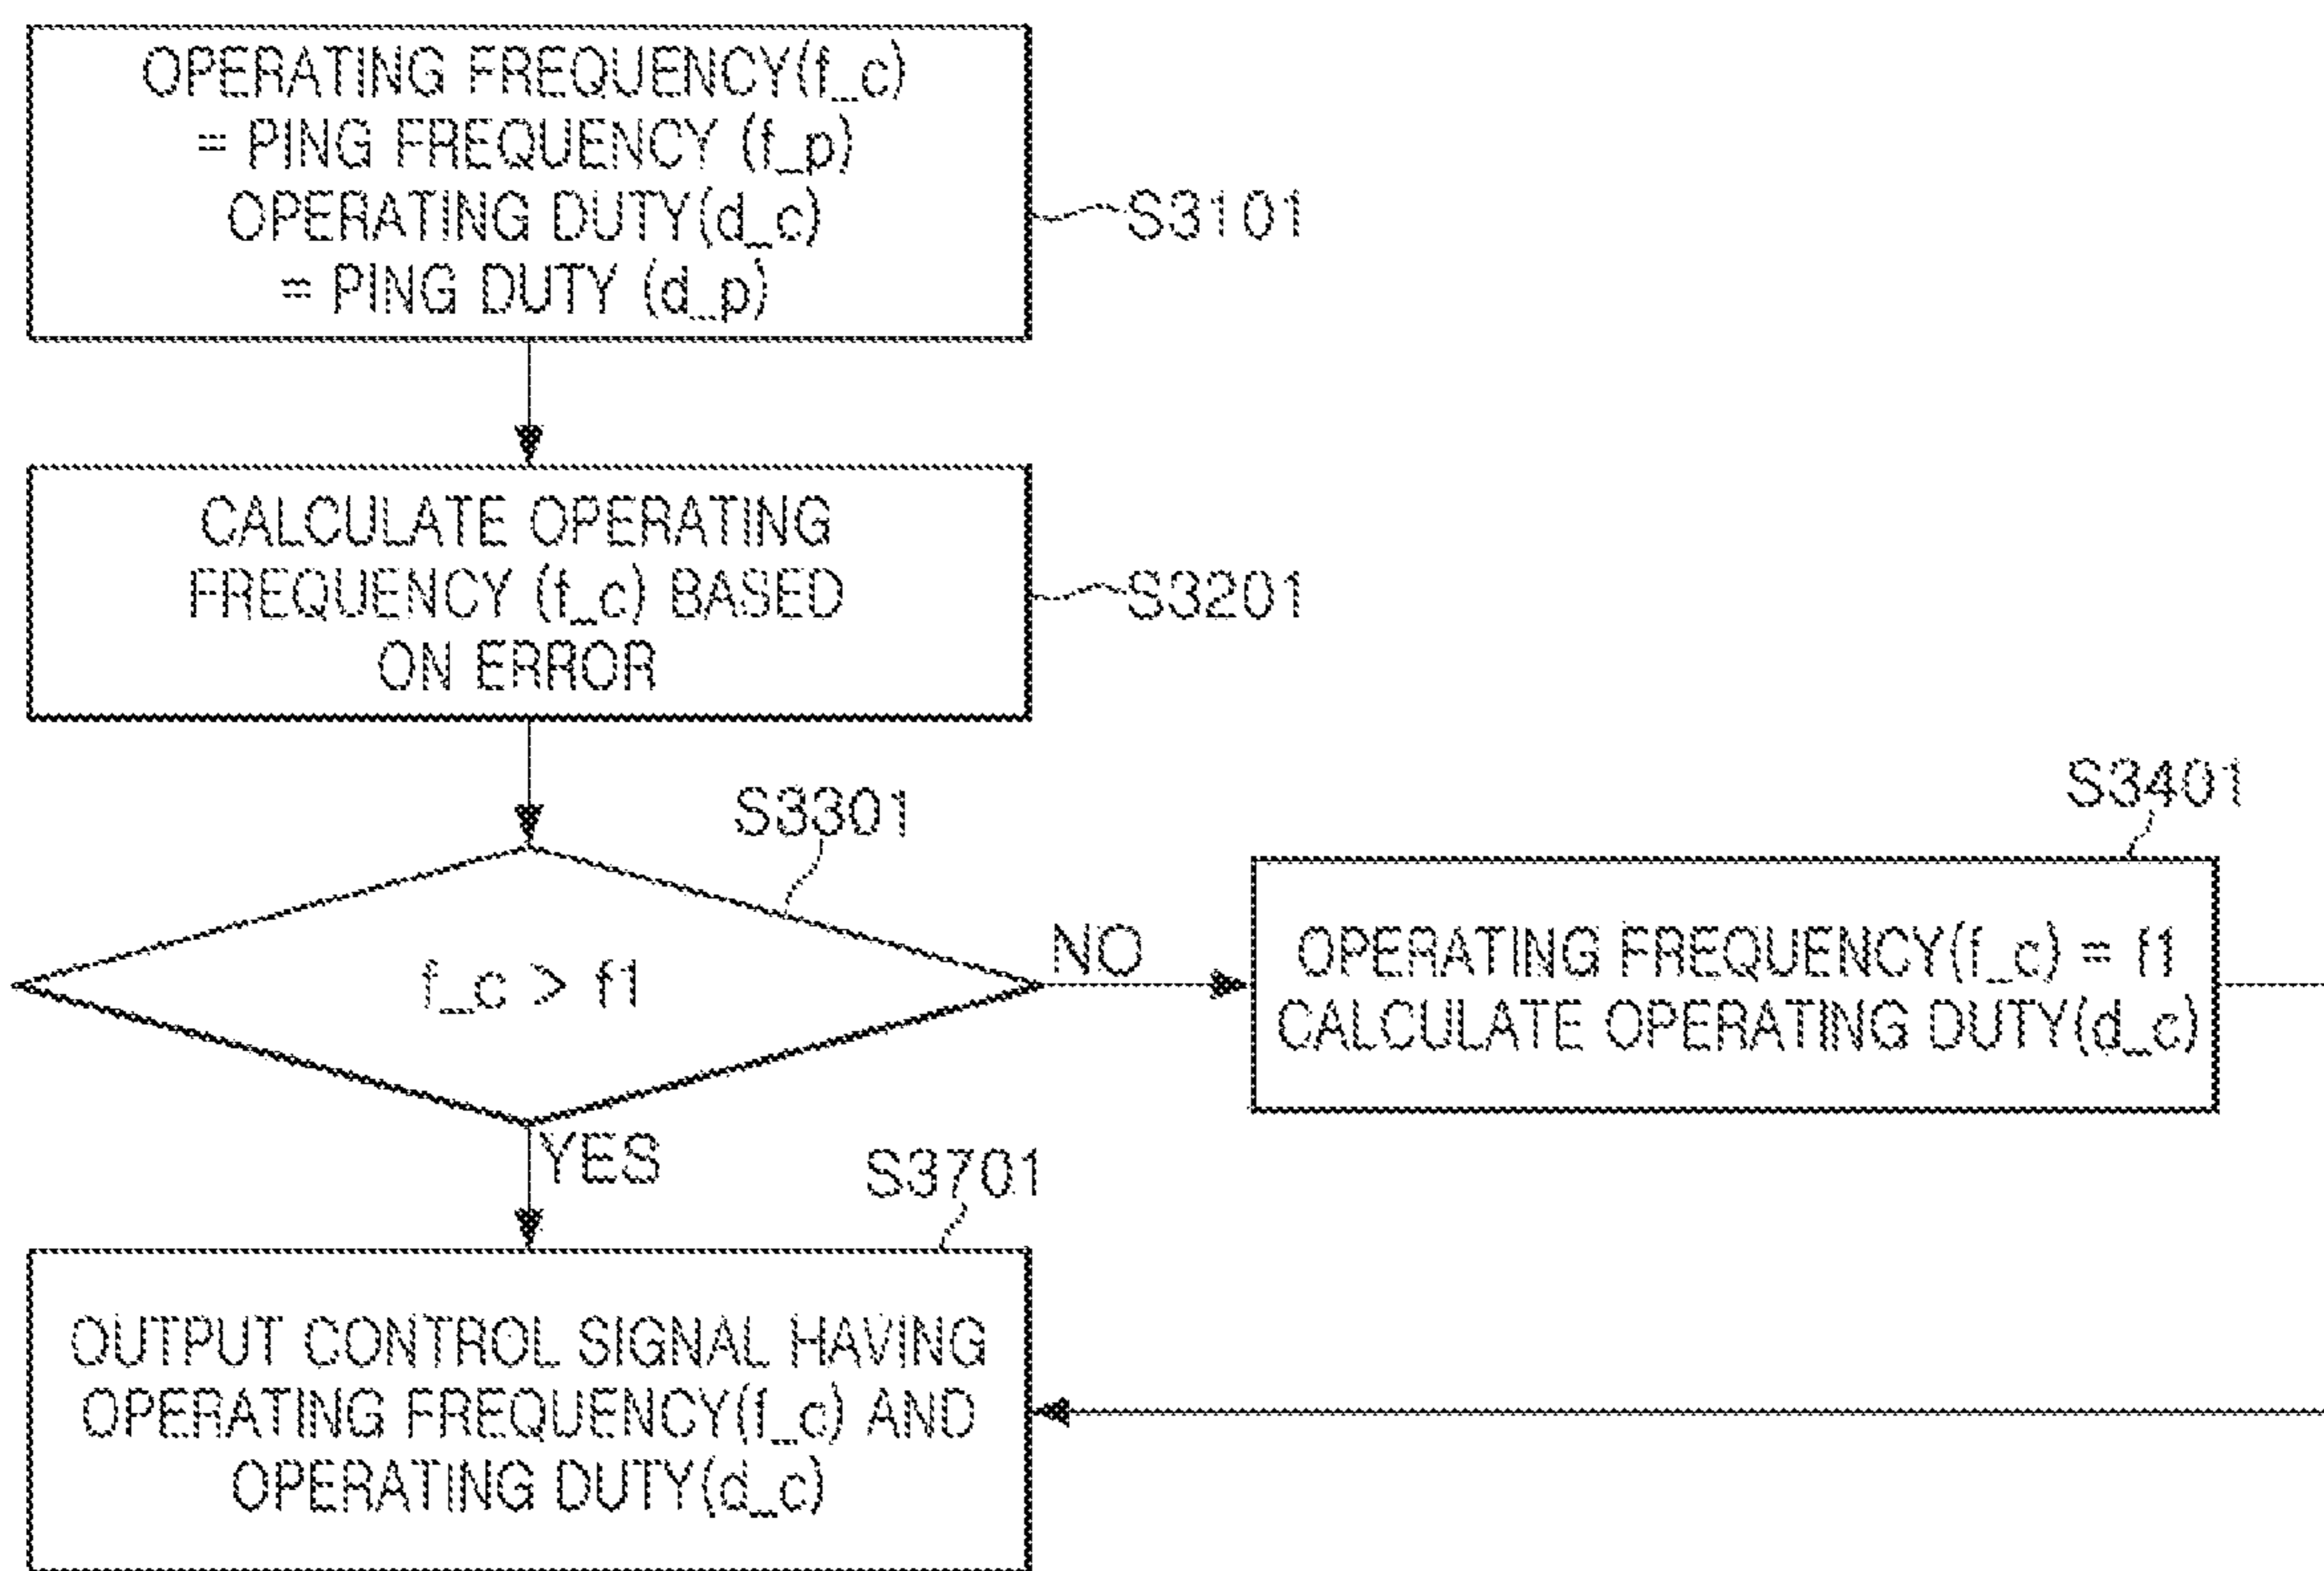 OPERATING FREQUENCY(f_c)
= PING FREQUENCY (f_p)
OPERATING DUTY(d_c)
= PING DUTY (d_p)
S3101
CALCULATE OPERATING
FREQUENCY (f_c) BASED
ON ERROR
S3201
S3301
f_c > f1
NO
YES
S3401
OPERATING FREQUENCY(f_c) = f1
CALCULATE OPERATING DUTY(d_c)
S3701
OUTPUT CONTROL SIGNAL HAVING
OPERATING FREQUENCY(f_c) AND
OPERATING DUTY(d_c)